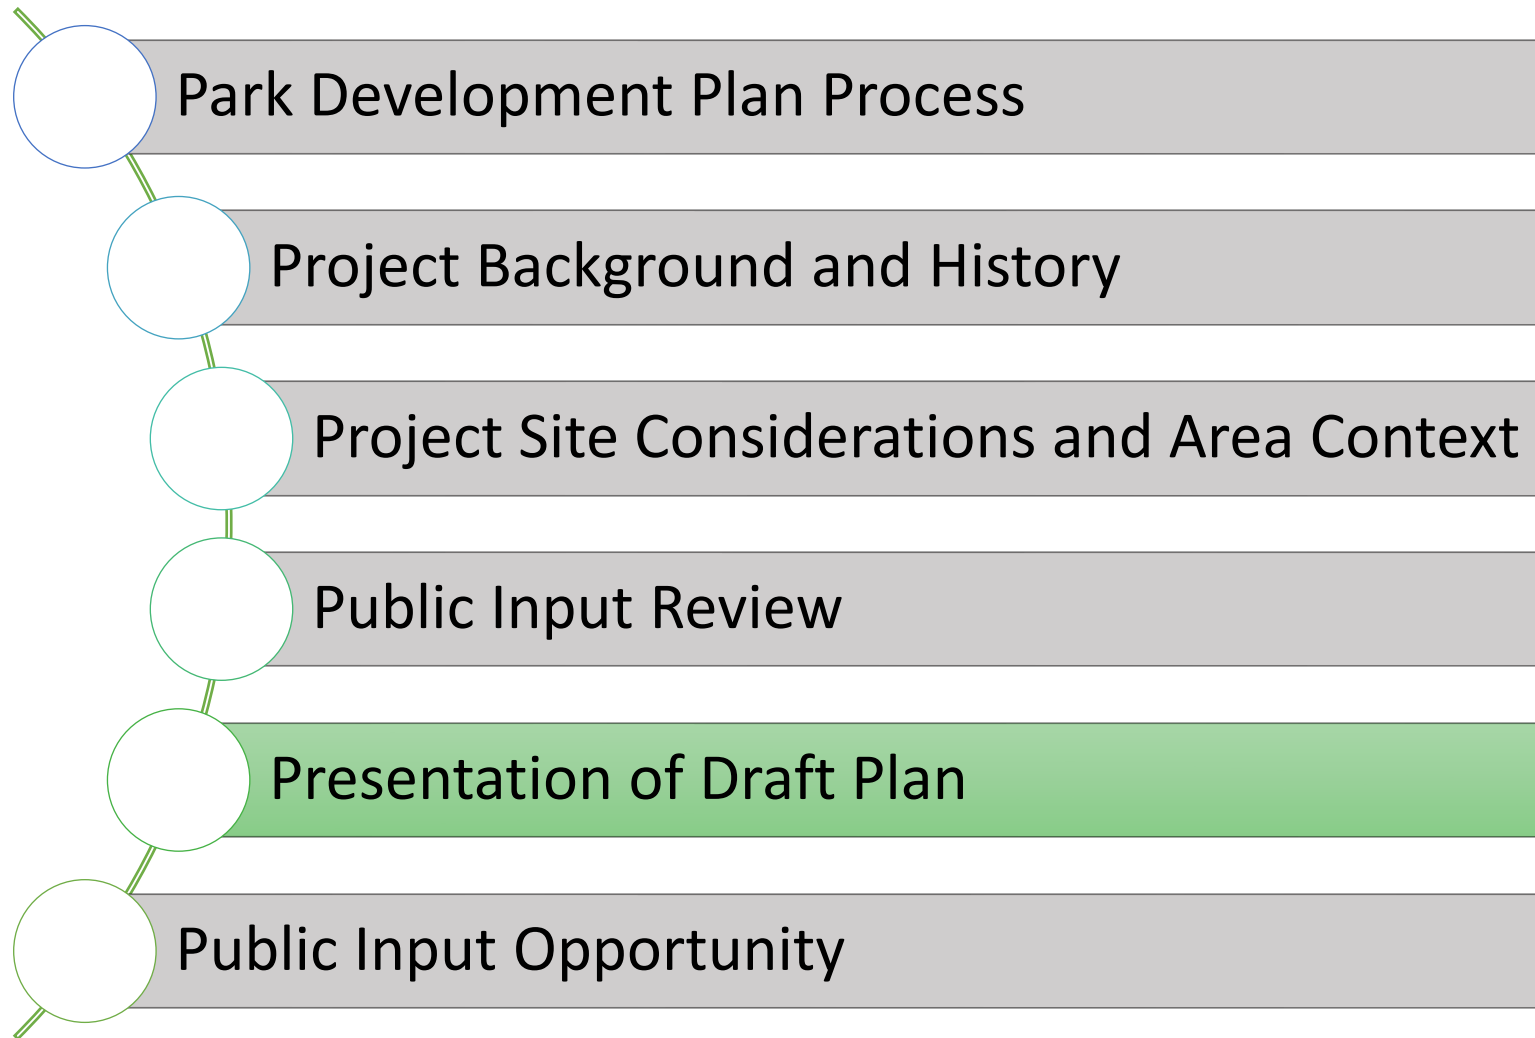 Park Development Plan Process
Project Background and History
Project Site Considerations and Area Context
Public Input Review
Presentation of Draft Plan
Public Input Opportunity